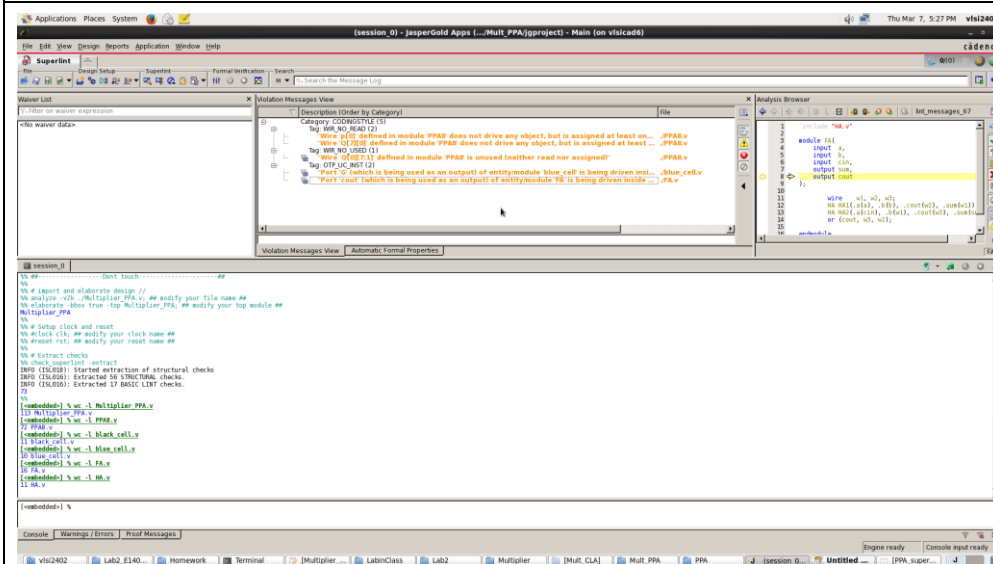 Applications Places System Thu Mar 7, 5:27 PM vlsi240
(session_0) - JasperGold Apps (.../Mult_PPA/jgproject) - Main (on vlsicad6)
File Edit View Design Reports Application Window Help
cādenc
Superlint
0(0)
File Design Setup Superlint Formal Verification Search
Search the Message Log
Waiver List
Violation Messages View
Analysis Browser
Filter on waiver expression
<No waiver data>
Description (Order by Category) File
Category: CODINGSTYLE (5)
Tag: WIR_NO_READ (2)
"Wire 'p[0]' defined in module 'PPA8' does not drive any object, but is assigned at least on... ./PPA8.v
"Wire 'Q[7][0]' defined in module 'PPA8' does not drive any object, but is assigned at least ... ./PPA8.v
Tag: WIR_NO_USED (1)
"Wire 'Q[0][7:1]' defined in module 'PPA8' is unused (neither read nor assigned)" ./PPA8.v
Tag: OTP_UC_INST (2)
"Port 'G' (which is being used as an output) of entity/module 'blue_cell' is being driven insi... ./blue_cell.v
"Port 'cout' (which is being used as an output) of entity/module 'FA' is being driven inside ... ./FA.v
lint_messages_67
1 `include "HA.v"
2
3 module FA(
4 input a,
5 input b,
6 input cin,
7 output sum,
8 output cout
9 );
10
11 wire w1, w2, w3;
12 HA HA1(.a(a), .b(b), .cout(w2), .sum(w1))
13 HA HA2(.a(cin), .b(w1), .cout(w3), .sum(su
14 or (cout, w3, w2);
15
16 endmodule
Violation Messages View Automatic Formal Properties
session_0
%% ##------------------Dont touch----------------------##
%%
%% # import and elaborate design //
%% analyze -v2k ./Multiplier_PPA.v; ## modify your file name ##
%% elaborate -bbox true -top Multiplier_PPA; ## modify your top module ##
Multiplier_PPA
%%
%% # Setup clock and reset
%% #clock clk; ## modify your clock name ##
%% #reset rst; ## modify your reset name ##
%%
%% # Extract checks
%% check_superlint -extract
INFO (ISL018): Started extraction of structural checks
INFO (ISL016): Extracted 56 STRUCTURAL checks.
INFO (ISL016): Extracted 17 BASIC LINT checks.
73
%%
[<embedded>] % wc -l Multiplier_PPA.v
113 Multiplier_PPA.v
[<embedded>] % wc -l PPA8.v
72 PPA8.v
[<embedded>] % wc -l black_cell.v
11 black_cell.v
[<embedded>] % wc -l blue_cell.v
10 blue_cell.v
[<embedded>] % wc -l FA.v
16 FA.v
[<embedded>] % wc -l HA.v
11 HA.v
[<embedded>] %
Console Warnings / Errors Proof Messages
Engine ready Console input ready
vlsi2402 Lab2_E140... Homework Terminal [Multiplier_... LabinClass Lab2 Multiplier [Mult_CLA] Mult_PPA PPA (session_0... Untitled ... [PPA_super...